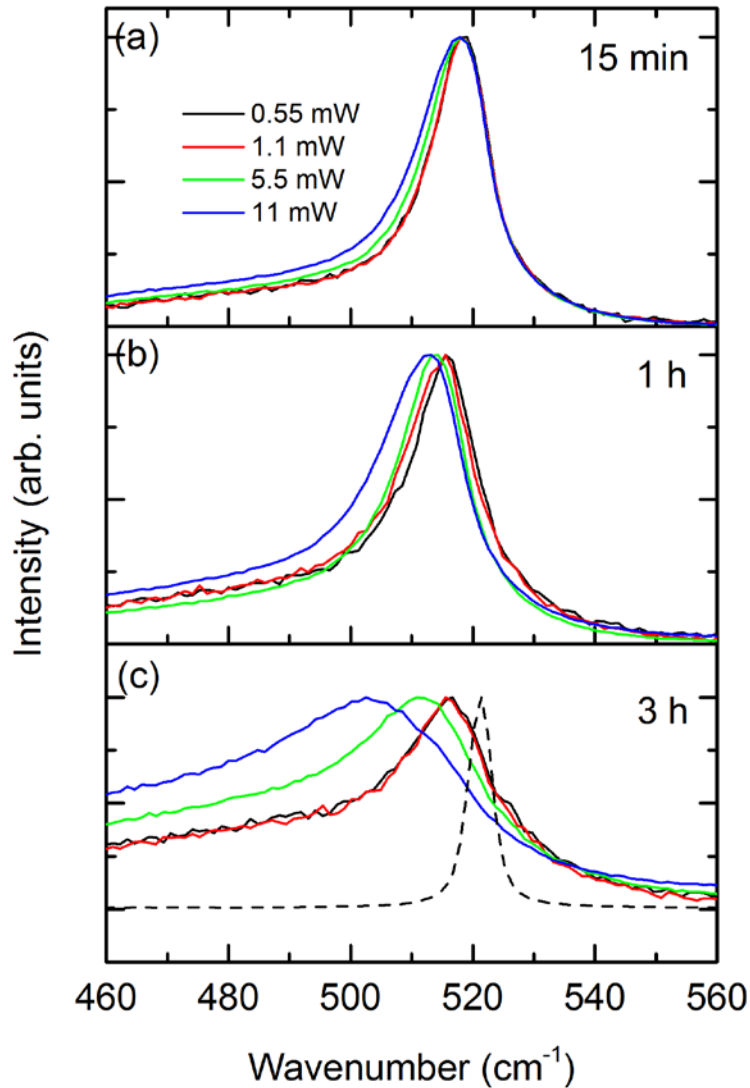 (a)
15 min
0.55 mW
1.1 mW
5.5 mW
11 mW
(b)
1 h
Intensity (arb. units)
(c)
3 h
460 480 500 520 540 560
Wavenumber (cm⁻¹)